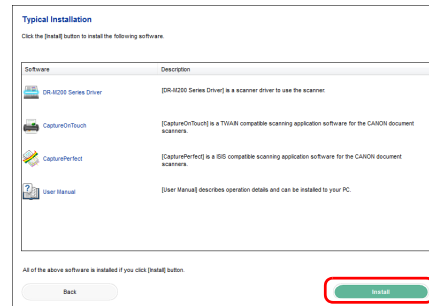 Typical Installation
Click the [Install] button to install the following software.
Software Description
DR-M200 Series Driver [DR-M200 Series Driver] is a scanner driver to use the scanner.
CaptureOnTouch [CaptureOnTouch] is a TWAIN compatible scanning application software for the CANON document
scanners.
CapturePerfect [CapturePerfect] is a ISIS compatible scanning application software for the CANON document
scanners.
User Manual [User Manual] describes operation details and can be installed to your PC.
All of the above software is installed if you click [Install] button.
Back Install